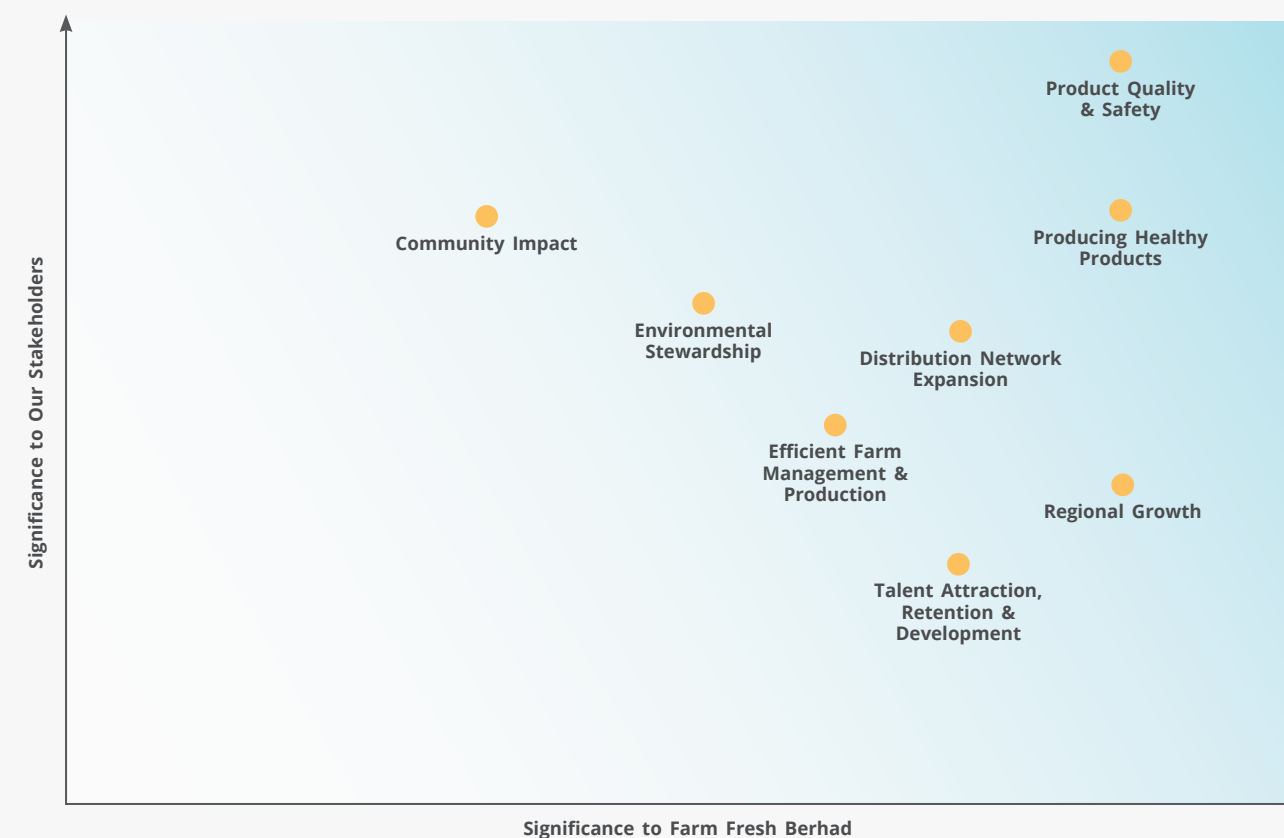 Product Quality
& Safety
Community Impact
Producing Healthy
Products
Environmental
Stewardship
Distribution Network
Expansion
Efficient Farm
Management &
Production
Regional Growth
Talent Attraction,
Retention &
Development
Significance to Our Stakeholders
Significance to Farm Fresh Berhad